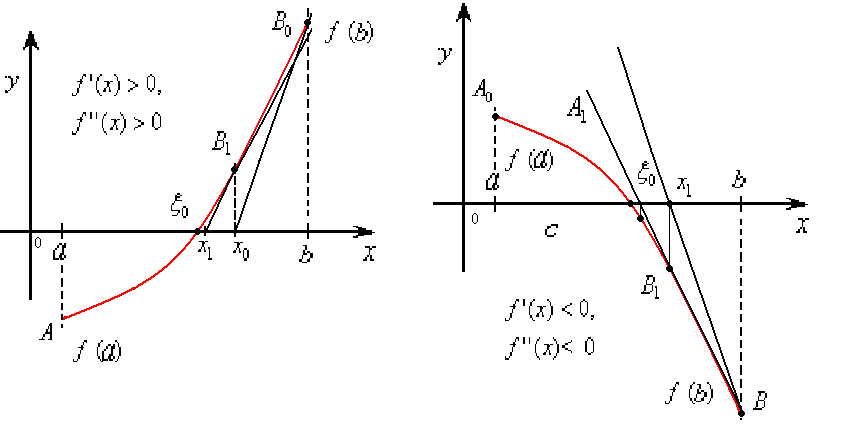 B₀
f (b)
y
f '(x) > 0,
f "(x) > 0
B₁
ξ₀
0
a
x₁
x₀
b
x
A
f (a)
y
A₀
A₁
f (a)
a
ξ₀
x₁
b
0
c
x
B₁
f '(x) < 0,
f "(x) < 0
f (b)
B